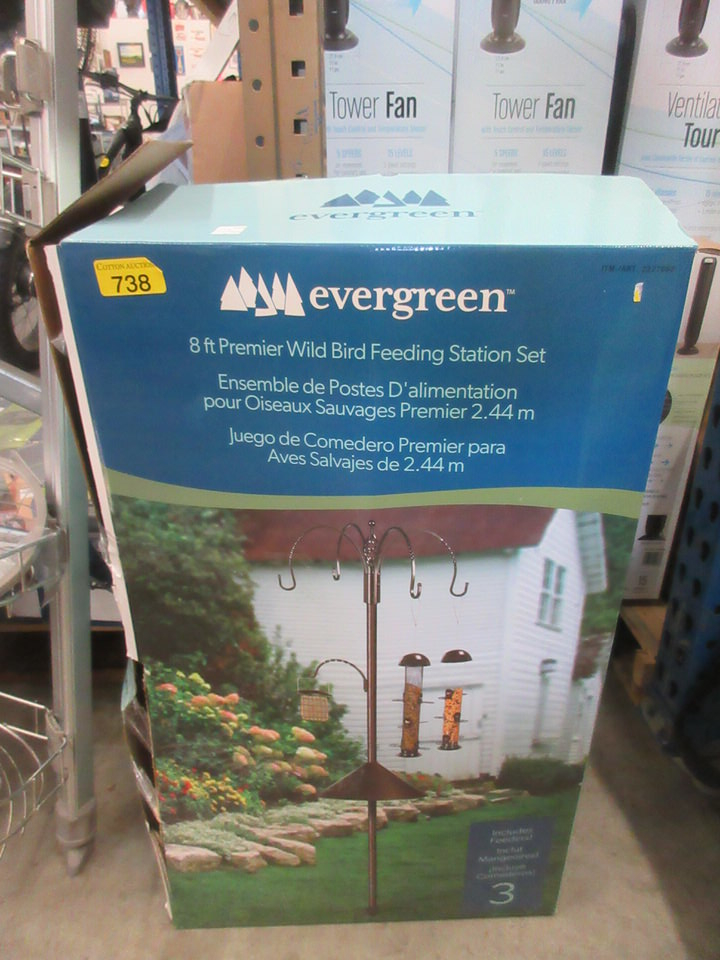 Tower Fan
Tower Fan
Tour
evergreen
COTTON AUCTION
738
evergreen™
8 ft Premier Wild Bird Feeding Station Set
Ensemble de Postes D'alimentation
pour Oiseaux Sauvages Premier 2.44 m
Juego de Comedero Premier para
Aves Salvajes de 2.44 m
Includes
Feeders!
3